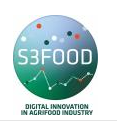 S3FOOD
DIGITAL INNOVATION
IN AGRIFOOD INDUSTRY